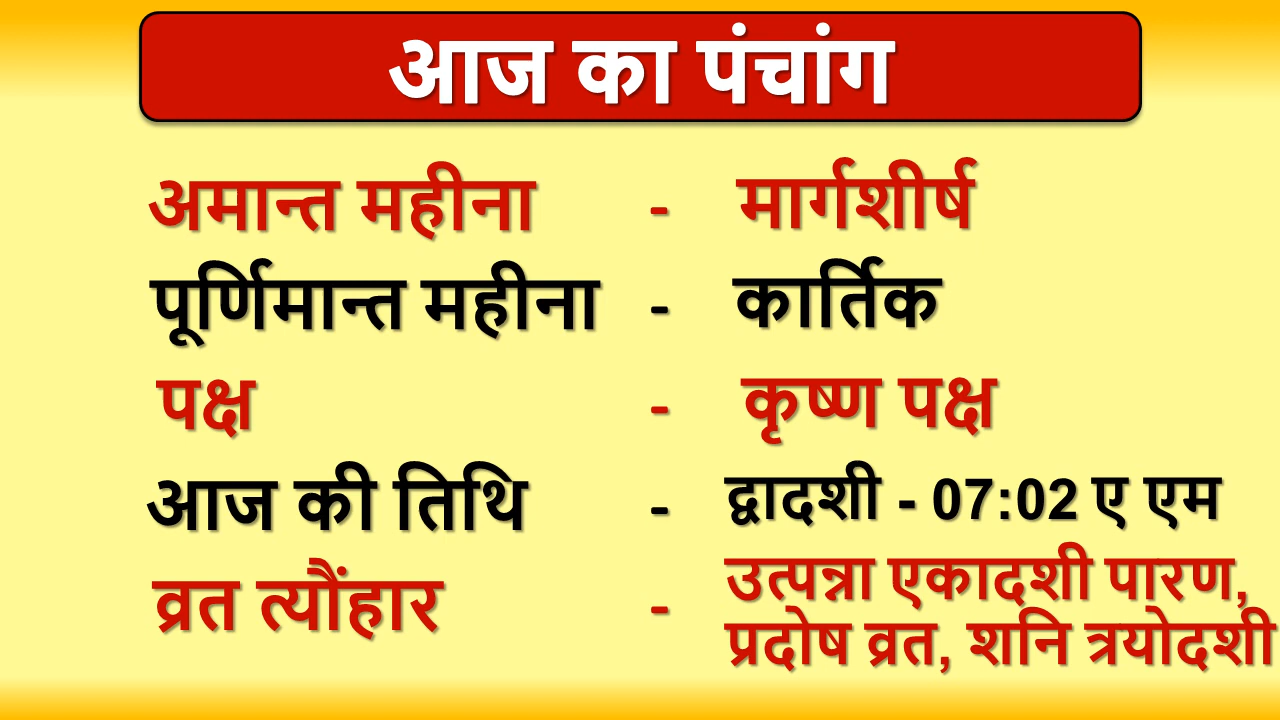 आज का पंचांग
अमान्त महीना - मार्गशीर्ष
पूर्णिमान्त महीना - कार्तिक
पक्ष - कृष्ण पक्ष
आज की तिथि - द्वादशी - 07:02 ए एम
व्रत त्यौंहार - उत्पन्ना एकादशी पारण,
प्रदोष व्रत, शनि त्रयोदशी